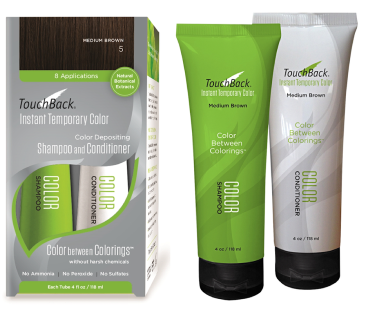 MEDIUM BROWN
5
8 Applications
Natural
Botanical
Extracts
TouchBack
Instant Temporary Color
Color Depositing
Shampoo and Conditioner
COLOR
SHAMPOO
COLOR
CONDITIONER
Color between Colorings™
without harsh chemicals
No Ammonia | No Peroxide | No Sulfates
Each Tube 4 fl oz / 118 ml
TouchBack
Instant Temporary Color
Medium Brown
Color
Between
Colorings™
COLOR
SHAMPOO
4 oz / 118 ml
TouchBack
Instant Temporary Color
Medium Brown
Color
Between
Colorings™
COLOR
CONDITIONER
4 oz / 118 ml